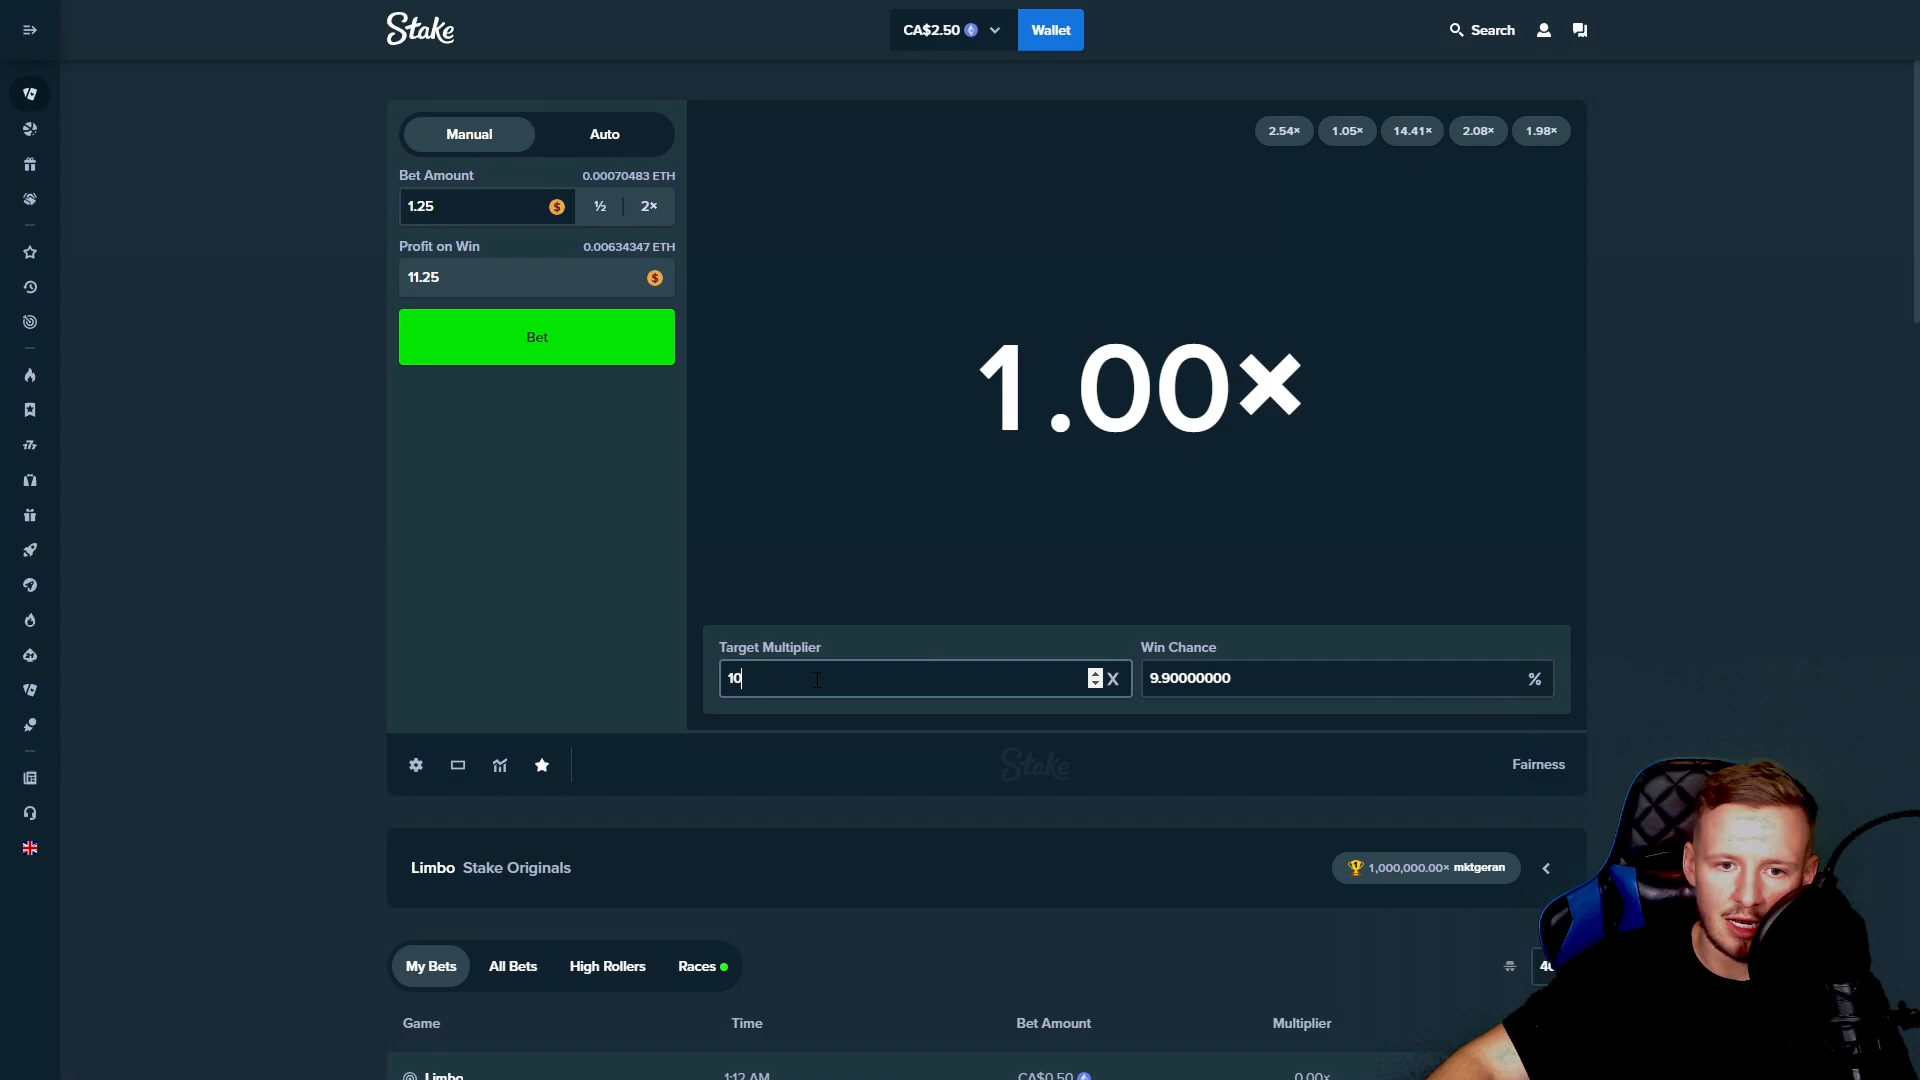 Stake
CA$2.50
Wallet
Search
Manual
Auto
2.54×
1.05×
14.41×
2.08×
1.98×
Bet Amount
0.00070483 ETH
1.25
½
2×
Profit on Win
0.00634347 ETH
11.25
Bet
1.00×
Target Multiplier
Win Chance
10
X
9.90000000
%
Stake
Fairness
Limbo Stake Originals
1,000,000.00× mktgeran
My Bets
All Bets
High Rollers
Races
Game
Time
Bet Amount
Multiplier
Limbo
1:12 AM
CA$0.50
0.00×